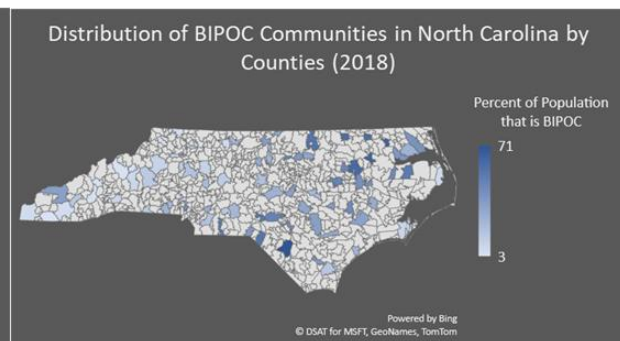 Distribution of BIPOC Communities in North Carolina by
Counties (2018)
Percent of Population
that is BIPOC
71
3
Powered by Bing
© DSAT for MSFT, GeoNames, TomTom